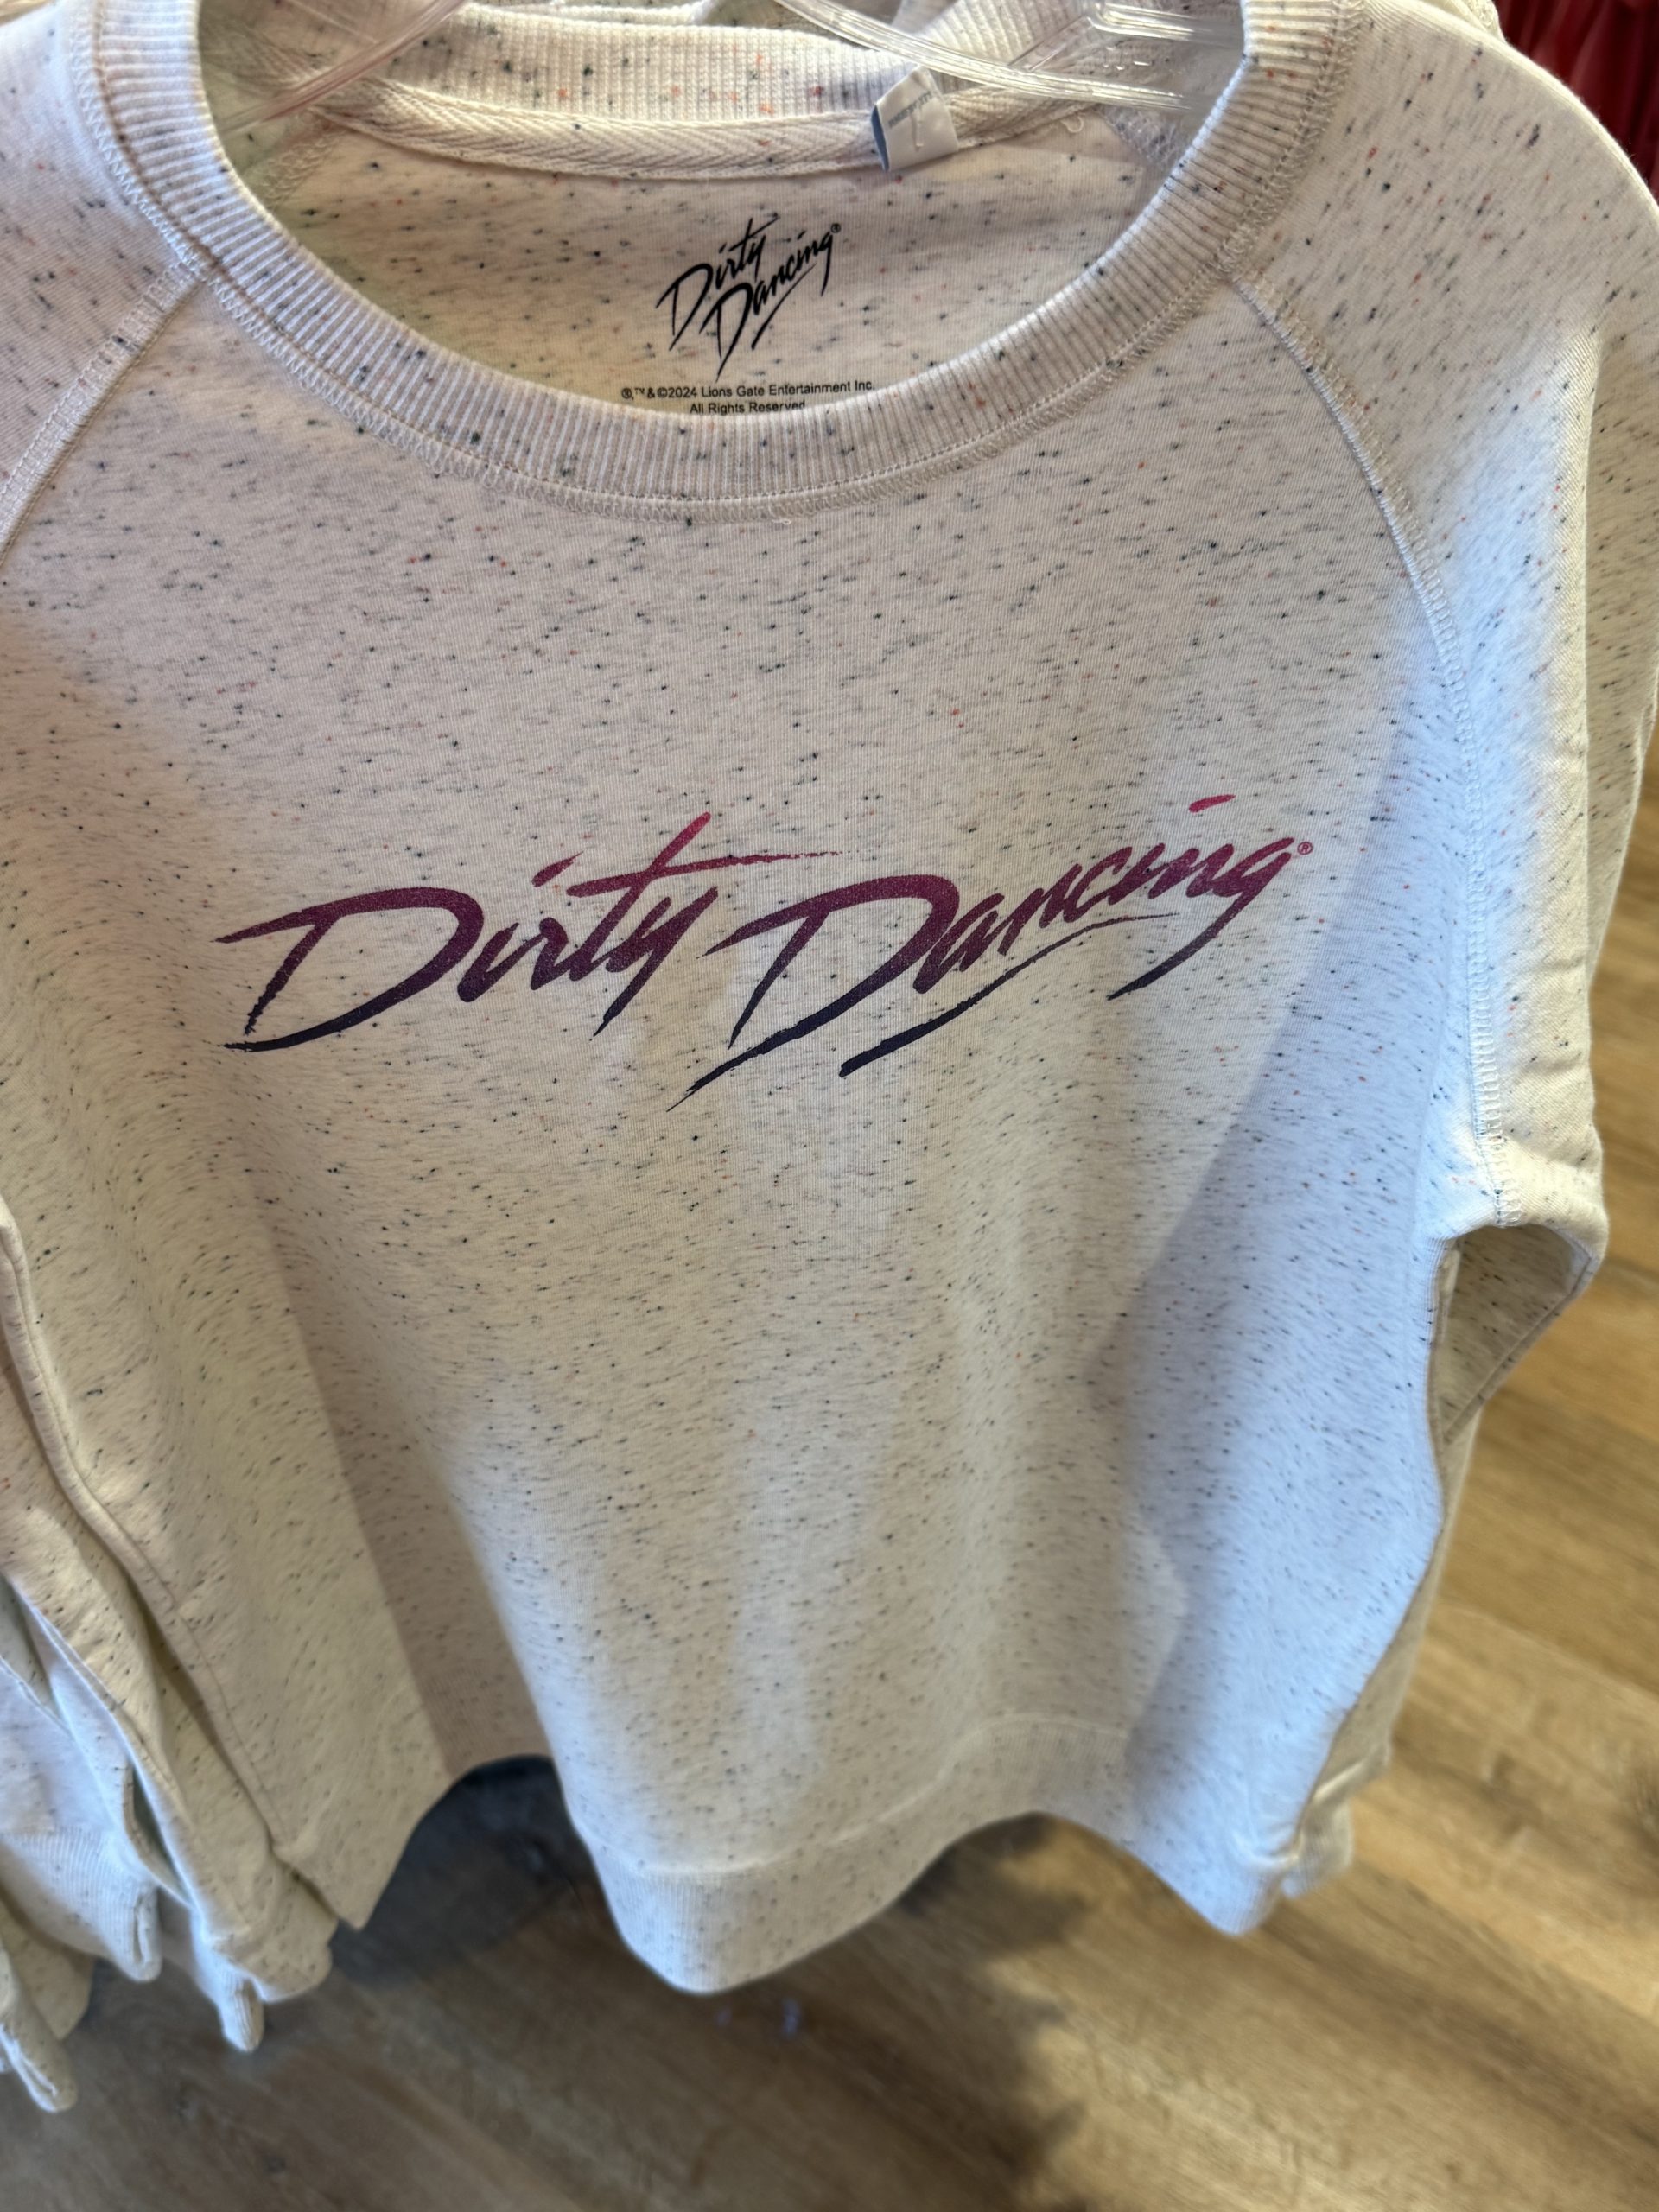 Dirty
Dancing®
®,™&©2024 Lions Gate Entertainment Inc.
All Rights Reserved
Dirty Dancing®